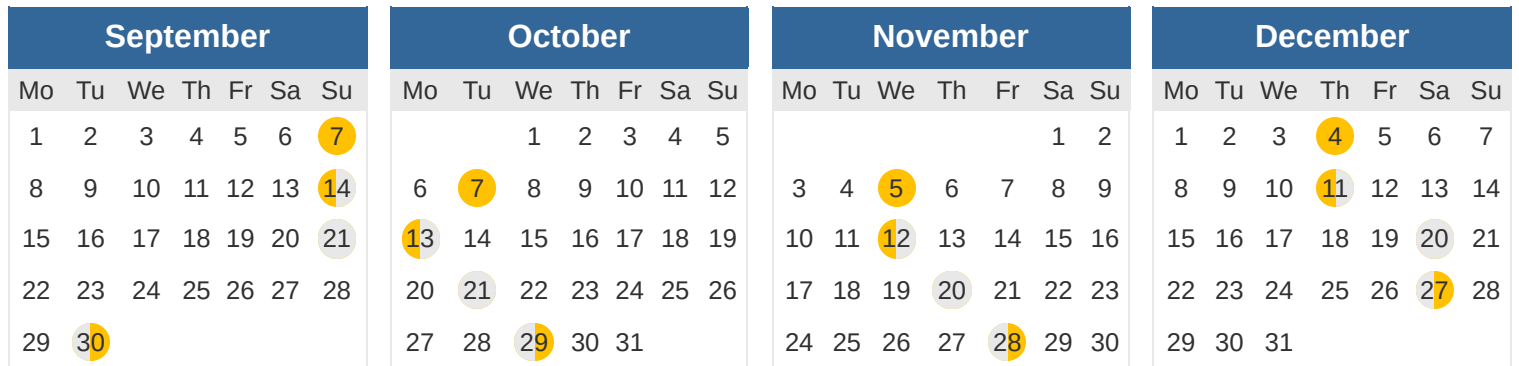 September
Mo Tu We Th Fr Sa Su
1 2 3 4 5 6 7
8 9 10 11 12 13 14
15 16 17 18 19 20 21
22 23 24 25 26 27 28
29 30
October
Mo Tu We Th Fr Sa Su
1 2 3 4 5
6 7 8 9 10 11 12
13 14 15 16 17 18 19
20 21 22 23 24 25 26
27 28 29 30 31
November
Mo Tu We Th Fr Sa Su
1 2
3 4 5 6 7 8 9
10 11 12 13 14 15 16
17 18 19 20 21 22 23
24 25 26 27 28 29 30
December
Mo Tu We Th Fr Sa Su
1 2 3 4 5 6 7
8 9 10 11 12 13 14
15 16 17 18 19 20 21
22 23 24 25 26 27 28
29 30 31